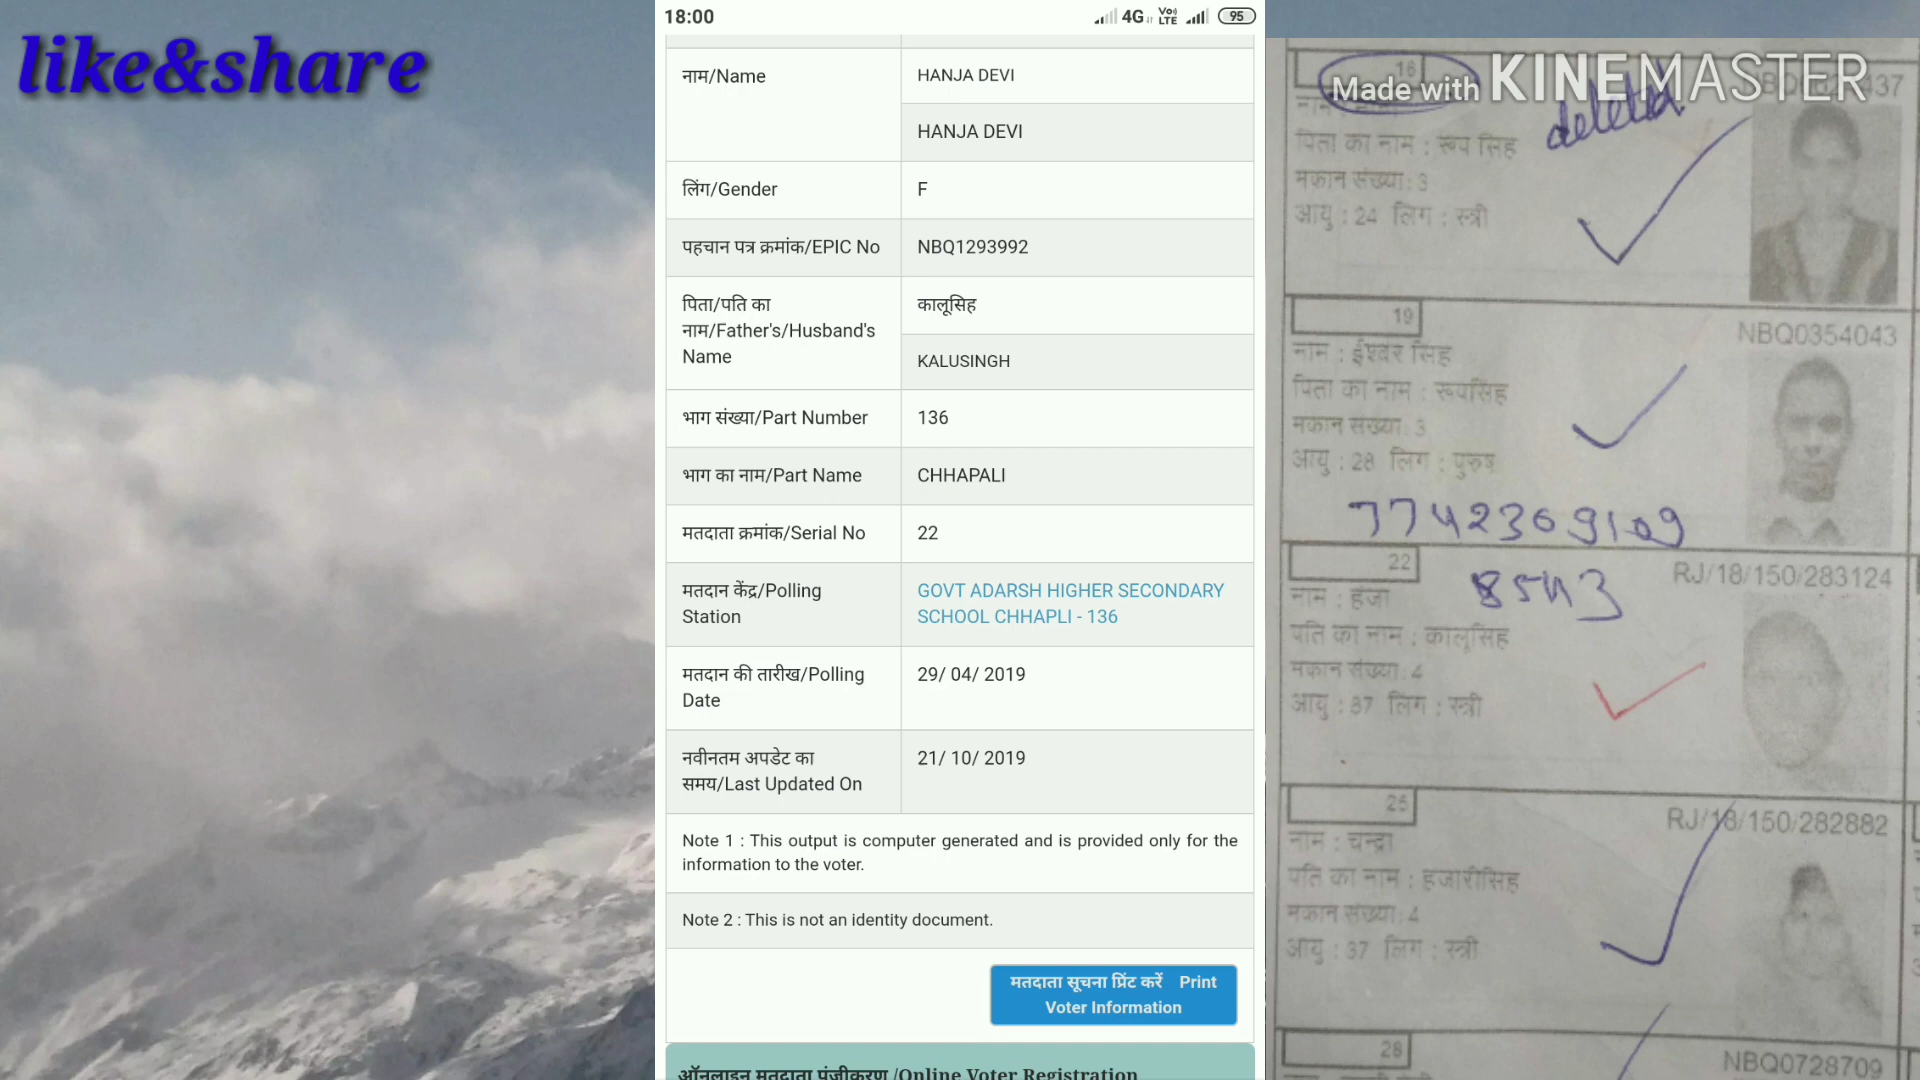 like&share
18:00
4G
Vo))
LTE
95
नाम/Name
HANJA DEVI
HANJA DEVI
लिंग/Gender
F
पहचान पत्र क्रमांक/EPIC No
NBQ1293992
पिता/पति का
नाम/Father's/Husband's
Name
कालूसिह
KALUSINGH
भाग संख्या/Part Number
136
भाग का नाम/Part Name
CHHAPALI
मतदाता क्रमांक/Serial No
22
मतदान केंद्र/Polling
Station
GOVT ADARSH HIGHER SECONDARY
SCHOOL CHHAPLI - 136
मतदान की तारीख/Polling
Date
29/ 04/ 2019
नवीनतम अपडेट का
समय/Last Updated On
21/ 10/ 2019
Note 1 : This output is computer generated and is provided only for the
information to the voter.
Note 2 : This is not an identity document.
मतदाता सूचना प्रिंट करें Print
Voter Information
ऑनलाइन मतदाता पंजीकरण /Online Voter Registration
Made with KINEMASTER
16
deleted
पिता का नाम : रूप सिह
मकान संख्या: 3
आयु : 24 लिग : स्त्री
19
NBQ0354043
नाम : ईश्वर सिह
पिता का नाम : रूपसिह
मकान संख्या: 3
आयु : 28 लिग : पुरुष
7742309109
22
RJ/18/150/283124
नाम : हंजा
8543
पति का नाम : कालूसिह
मकान संख्या: 4
आयु : 37 लिग : स्त्री
25
RJ/18/150/282882
नाम : चन्द्रा
पति का नाम : हजारीसिह
मकान संख्या: 4
आयु : 37 लिग : स्त्री
28
NBQ0728709